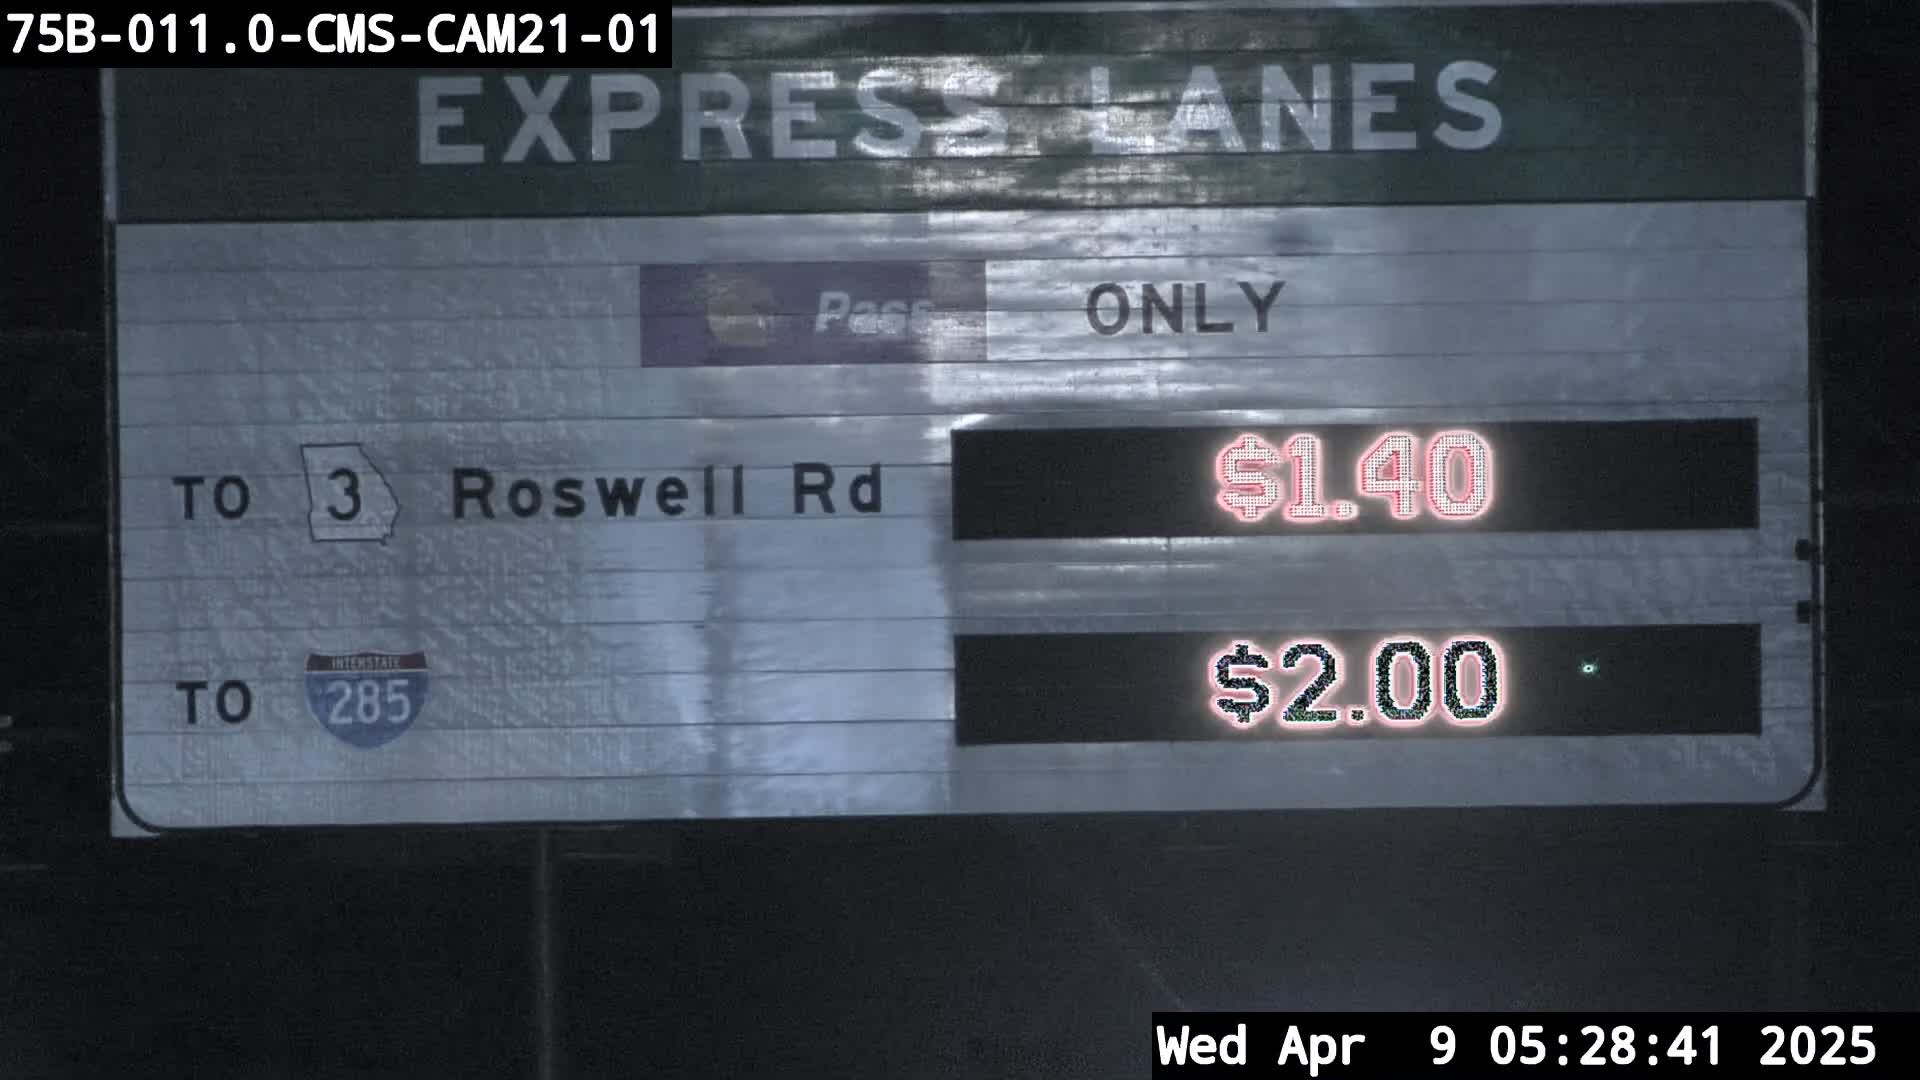 75B-011.0-CMS-CAM21-01
EXPRESS LANES
Pass ONLY
TO 3 Roswell Rd $1.40
INTERSTATE
TO 285 $2.00
Wed Apr 9 05:28:41 2025